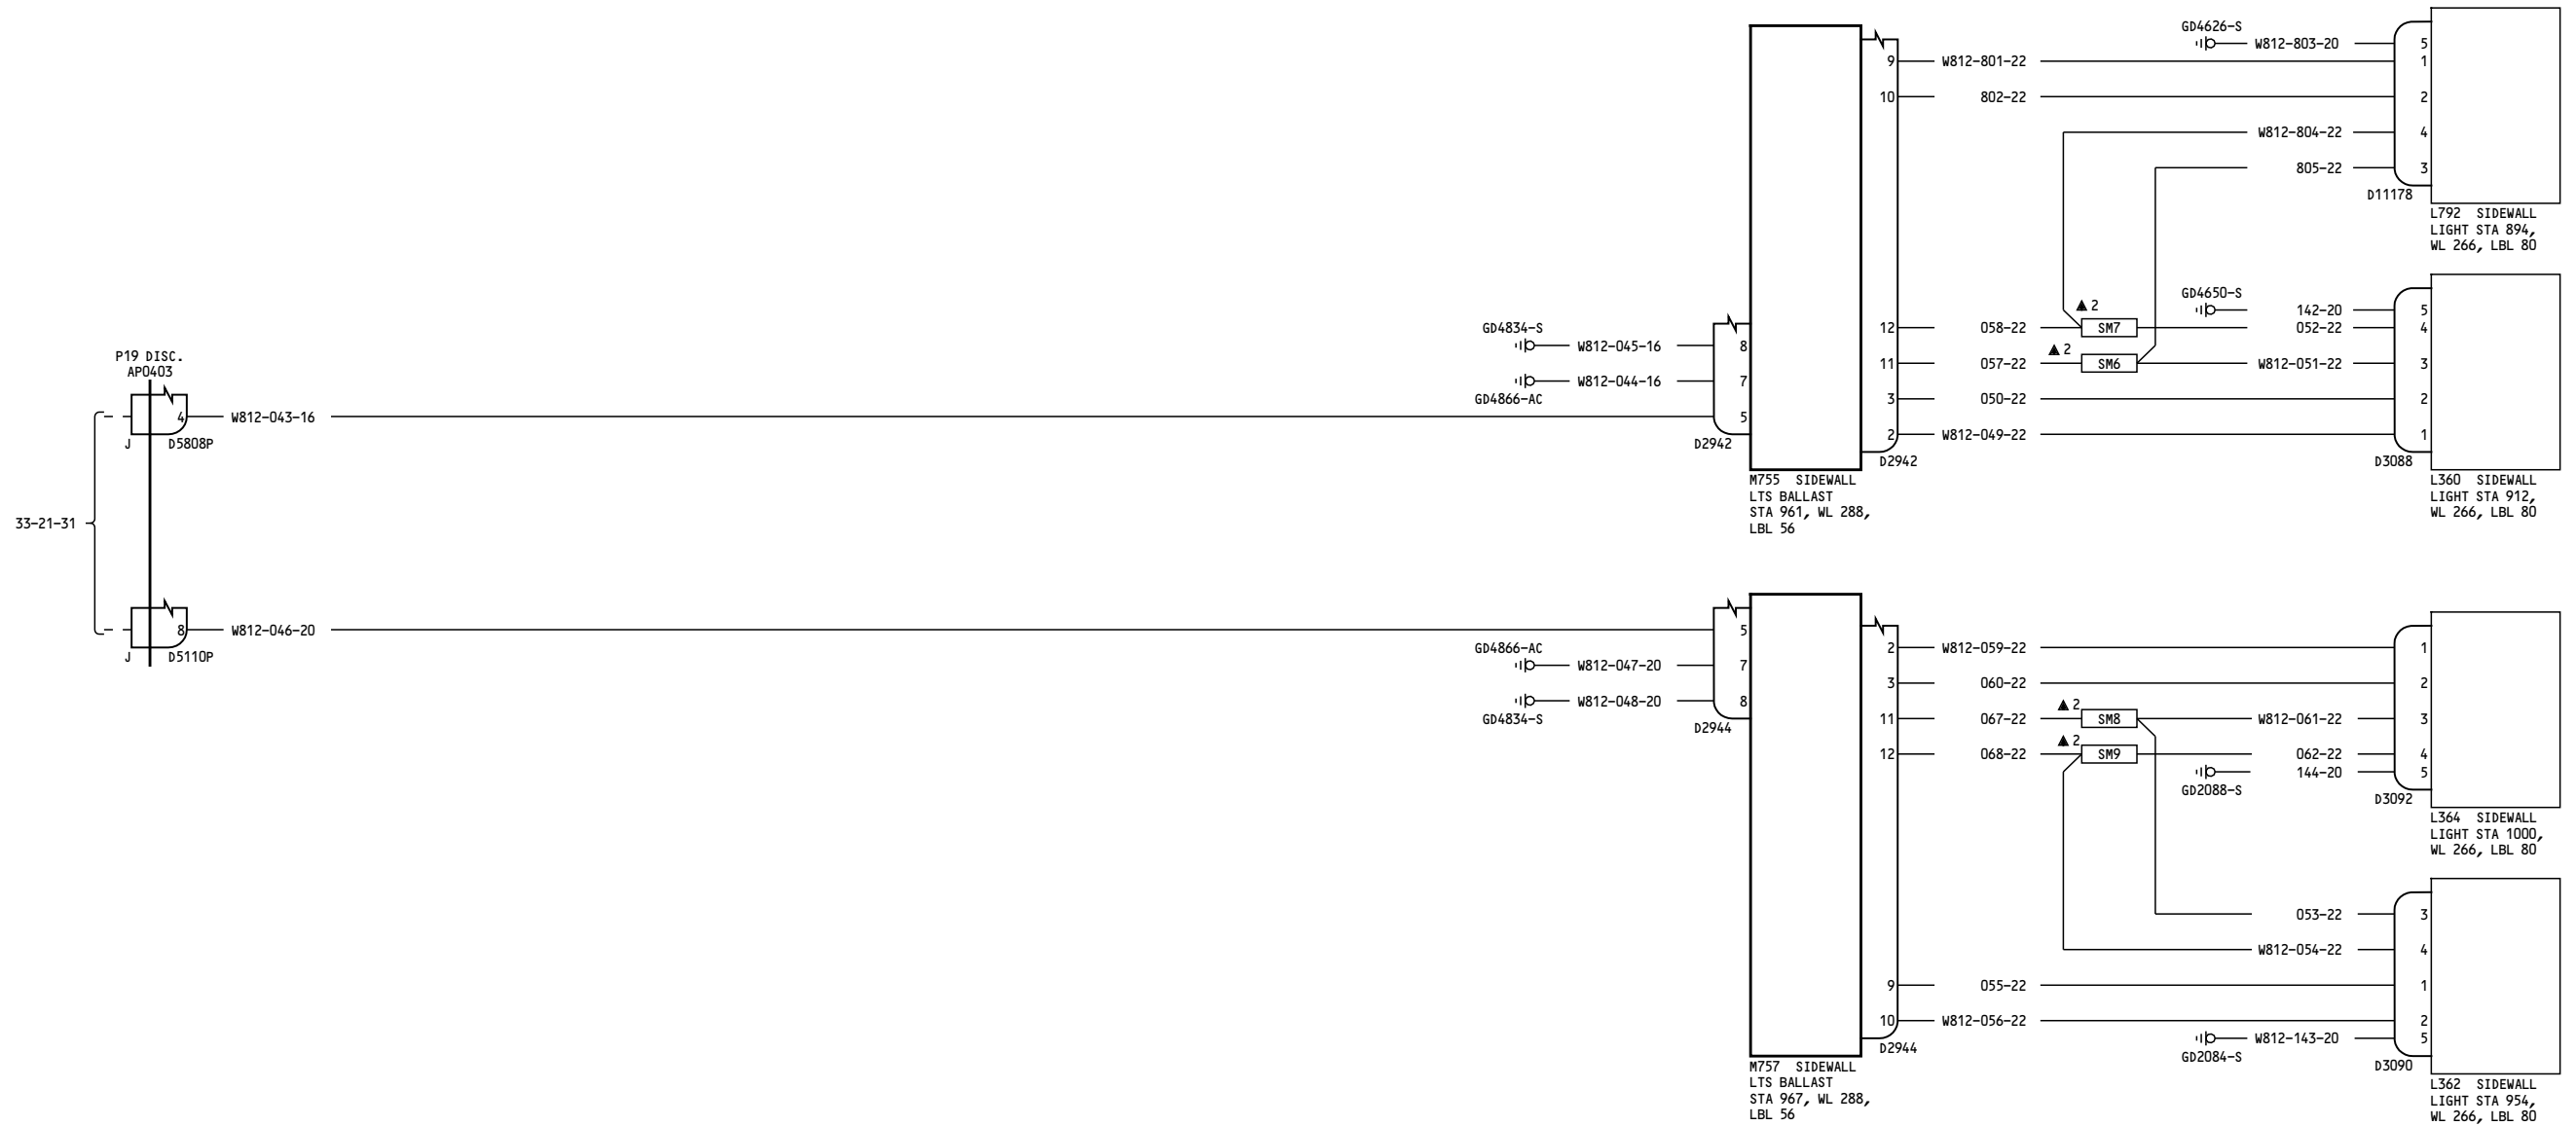 GD4626-S
W812-803-20 5
9 W812-801-22 1
10 802-22 2
W812-804-22 4
805-22 3
D11178
L792 SIDEWALL
LIGHT STA 894,
WL 266, LBL 80
GD4650-S
142-20 5
▲ 2
GD4834-S
12 058-22 SM7 052-22 4
W812-045-16 8
▲ 2
P19 DISC.
AP0403
11 057-22 SM6 W812-051-22 3
W812-044-16 7
GD4866-AC
3 050-22 2
4 W812-043-16 5
2 W812-049-22 1
J D5808P
D2942
D2942
D3088
M755 SIDEWALL
LTS BALLAST
STA 961, WL 288,
LBL 56
L360 SIDEWALL
LIGHT STA 912,
WL 266, LBL 80
33-21-31
8 W812-046-20 5
J D5110P
GD4866-AC
W812-047-20 7
W812-048-20 8
GD4834-S
D2944
2 W812-059-22 1
3 060-22 2
▲ 2
11 067-22 SM8 W812-061-22 3
▲ 2
12 068-22 SM9 062-22 4
144-20 5
GD2088-S
D3092
L364 SIDEWALL
LIGHT STA 1000,
WL 266, LBL 80
053-22 3
W812-054-22 4
9 055-22 1
10 W812-056-22 2
W812-143-20 5
D2944
GD2084-S
D3090
M757 SIDEWALL
LTS BALLAST
STA 967, WL 288,
LBL 56
L362 SIDEWALL
LIGHT STA 954,
WL 266, LBL 80